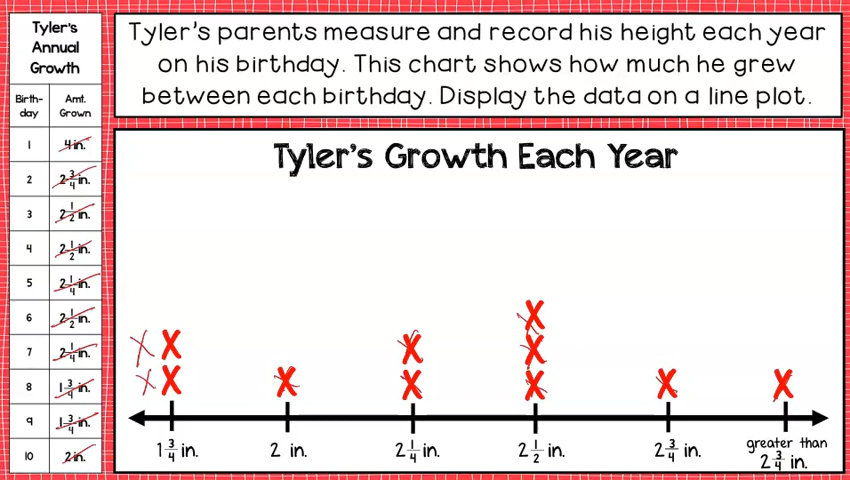 Tyler's
Annual
Growth
Birth-
day
Amt.
Grown
1 4 in.
2 2 3/4 in.
3 2 1/2 in.
4 2 1/2 in.
5 2 1/4 in.
6 2 1/2 in.
7 2 1/4 in.
8 1 3/4 in.
9 1 3/4 in.
10 2 in.
Tyler's parents measure and record his height each year
on his birthday. This chart shows how much he grew
between each birthday. Display the data on a line plot.
Tyler's Growth Each Year
X
X X X X
X X X X X X X
1 3/4 in. 2 in. 2 1/4 in. 2 1/2 in. 2 3/4 in. greater than
2 3/4 in.